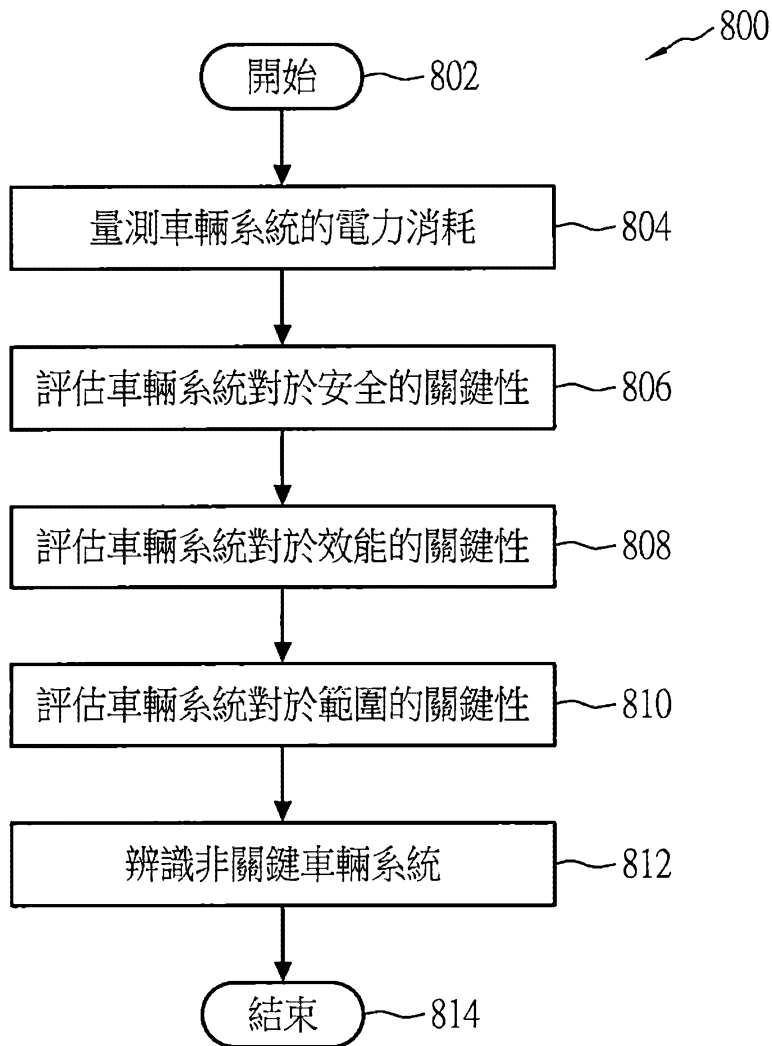 800
開始 802
量測車輛系統的電力消耗 804
評估車輛系統對於安全的關鍵性 806
評估車輛系統對於效能的關鍵性 808
評估車輛系統對於範圍的關鍵性 810
辨識非關鍵車輛系統 812
結束 814